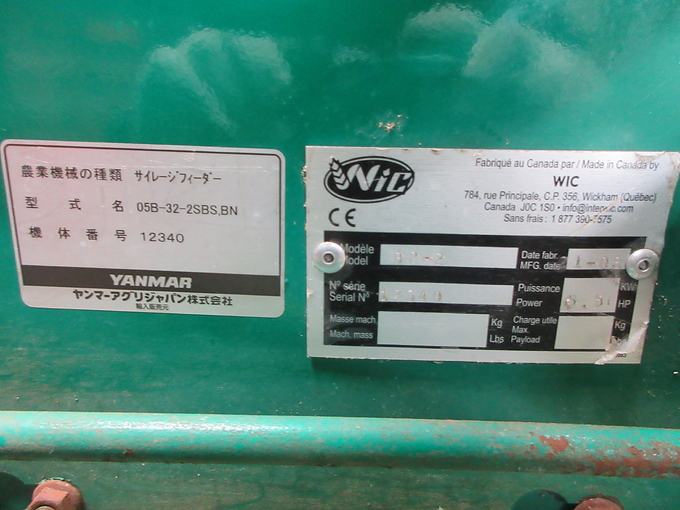 農業機械の種類 サイレージフィーダー
型式名 05B-32-2SBS,BN
機体番号 12340
YANMAR
ヤンマーアグリジャパン株式会社
輸入販売元
WIC
CE
Fabriqué au Canada par / Made in Canada by
WIC
784, rue Principale, C.P. 356, Wickham (Québec)
Canada J0C 1S0 • info@
Sans frais : 1 877 390-
Modèle
Model
Date fabr.
MFG. date
Nº série
Serial Nº
Puissance
Power
KW
HP
Masse mach.
Mach. mass
Kg
Lbs
Charge utile
Max.
Payload
Kg